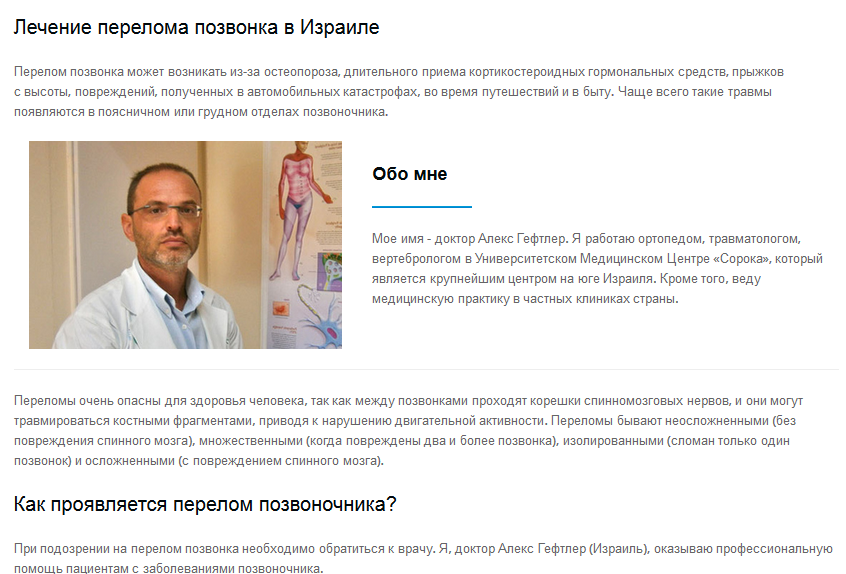 Лечение перелома позвонка в Израиле
Перелом позвонка может возникать из-за остеопороза, длительного приема кортикостероидных гормональных средств, прыжков
с высоты, повреждений, полученных в автомобильных катастрофах, во время путешествий и в быту. Чаще всего такие травмы
появляются в поясничном или грудном отделах позвоночника.
Обо мне
Мое имя - доктор Алекс Гефтлер. Я работаю ортопедом, травматологом,
вертебрологом в Университетском Медицинском Центре «Сорока», который
является крупнейшим центром на юге Израиля. Кроме того, веду
медицинскую практику в частных клиниках страны.
Переломы очень опасны для здоровья человека, так как между позвонками проходят корешки спинномозговых нервов, и они могут
травмироваться костными фрагментами, приводя к нарушению двигательной активности. Переломы бывают неосложненными (без
повреждения спинного мозга), множественными (когда повреждены два и более позвонка), изолированными (сломан только один
позвонок) и осложненными (с повреждением спинного мозга).
Как проявляется перелом позвоночника?
При подозрении на перелом позвонка необходимо обратиться к врачу. Я, доктор Алекс Гефтлер (Израиль), оказываю профессиональную
помощь пациентам с заболеваниями позвоночника.